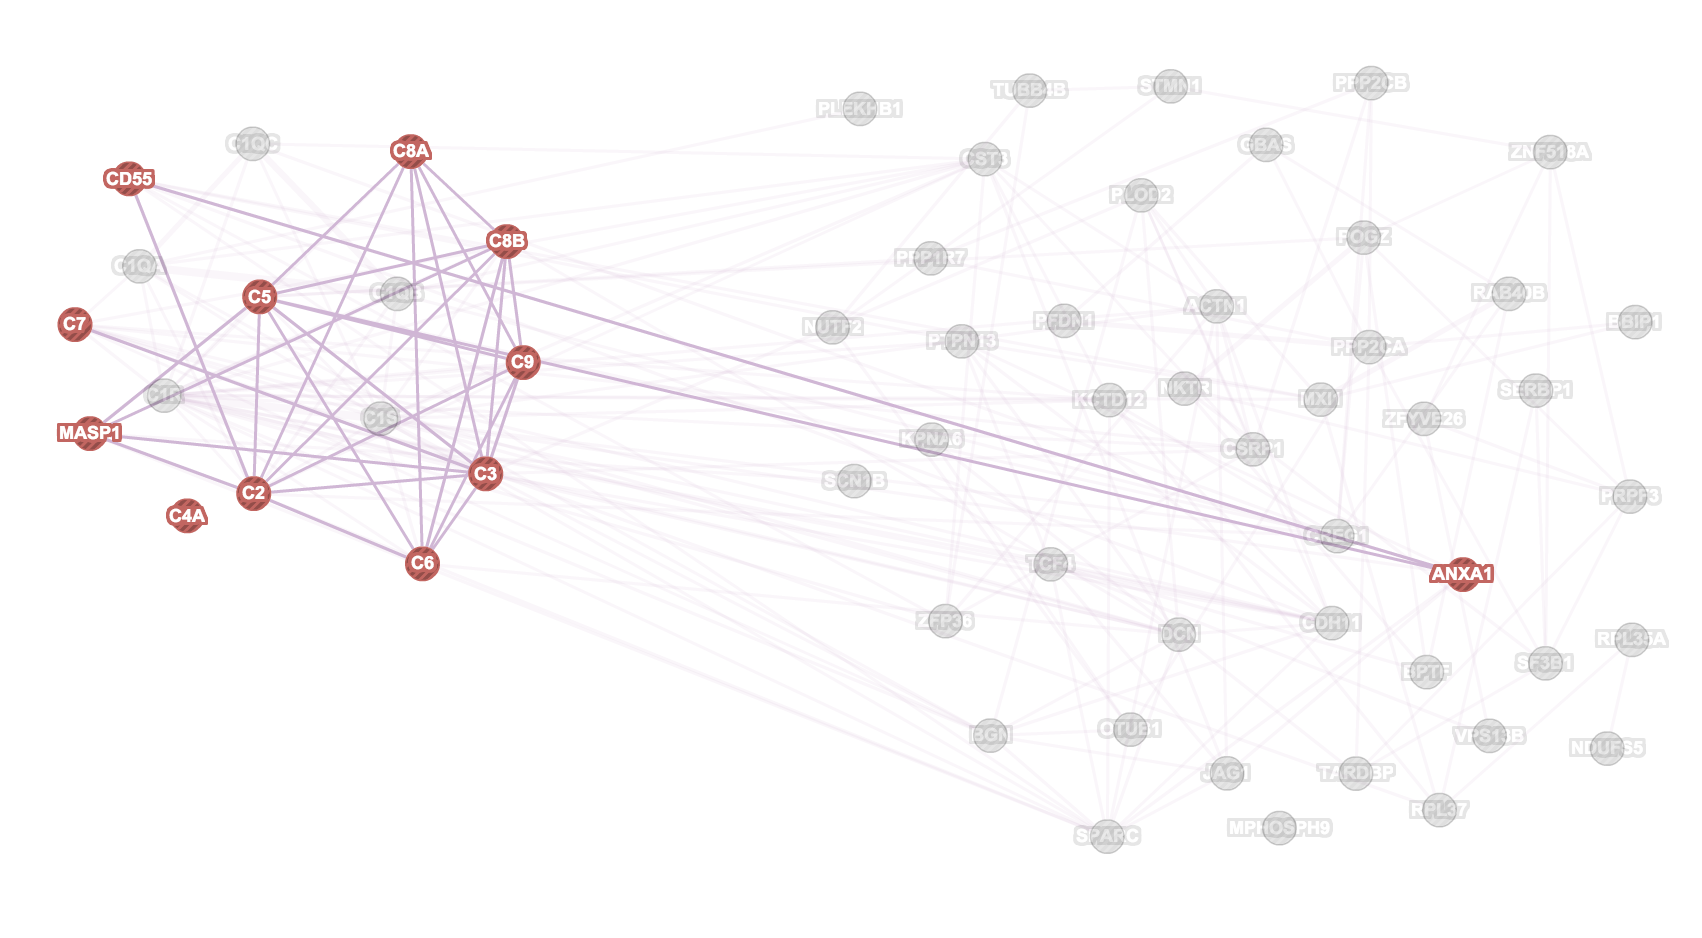 PPP2CB
TUBB4B
STMN1
PLEKHB1
C1QC
GBAS
C8A
ZNF518A
CST3
CD55
PLOD2
POGZ
C8B
PPP1R7
C1QA
C1QB
RAB40B
C5
ACTN1
PFDN1
BBIP1
C7
NUTF2
PTPN13
PPP2CA
C9
NKTR
SERBP1
C1R
KCTD12
MXI1
C1S
ZFYVE26
MASP1
KPNA6
CSRP1
C3
SCN1B
C2
PRPF3
C4A
CREG1
C6
TCF4
ANXA1
ZFP36
CDH11
DCN
RPL35A
SF3B1
BPTF
OTUB1
BGN
VPS13B
NDUFS5
JAG1
TARDBP
RPL37
MPHOSPH9
SPARC